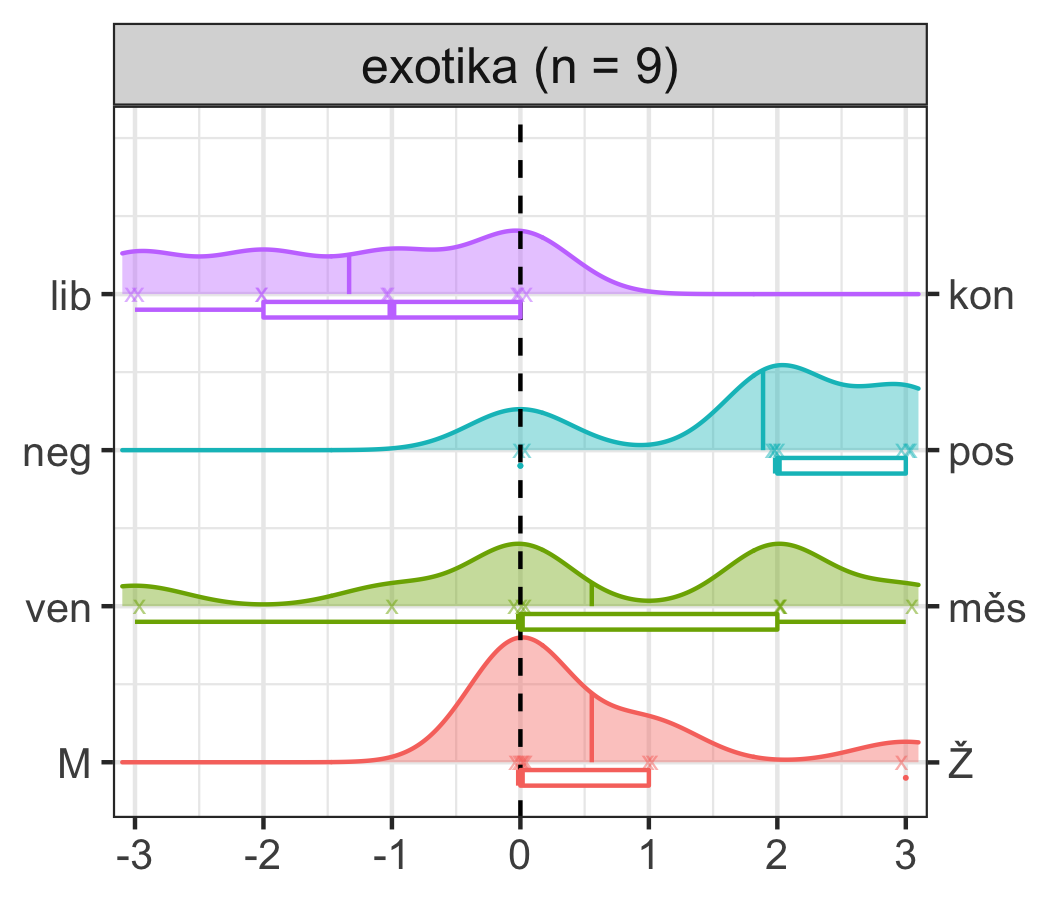 exotika (n = 9)
lib kon
neg pos
ven měs
M Ž
-3 -2 -1 0 1 2 3